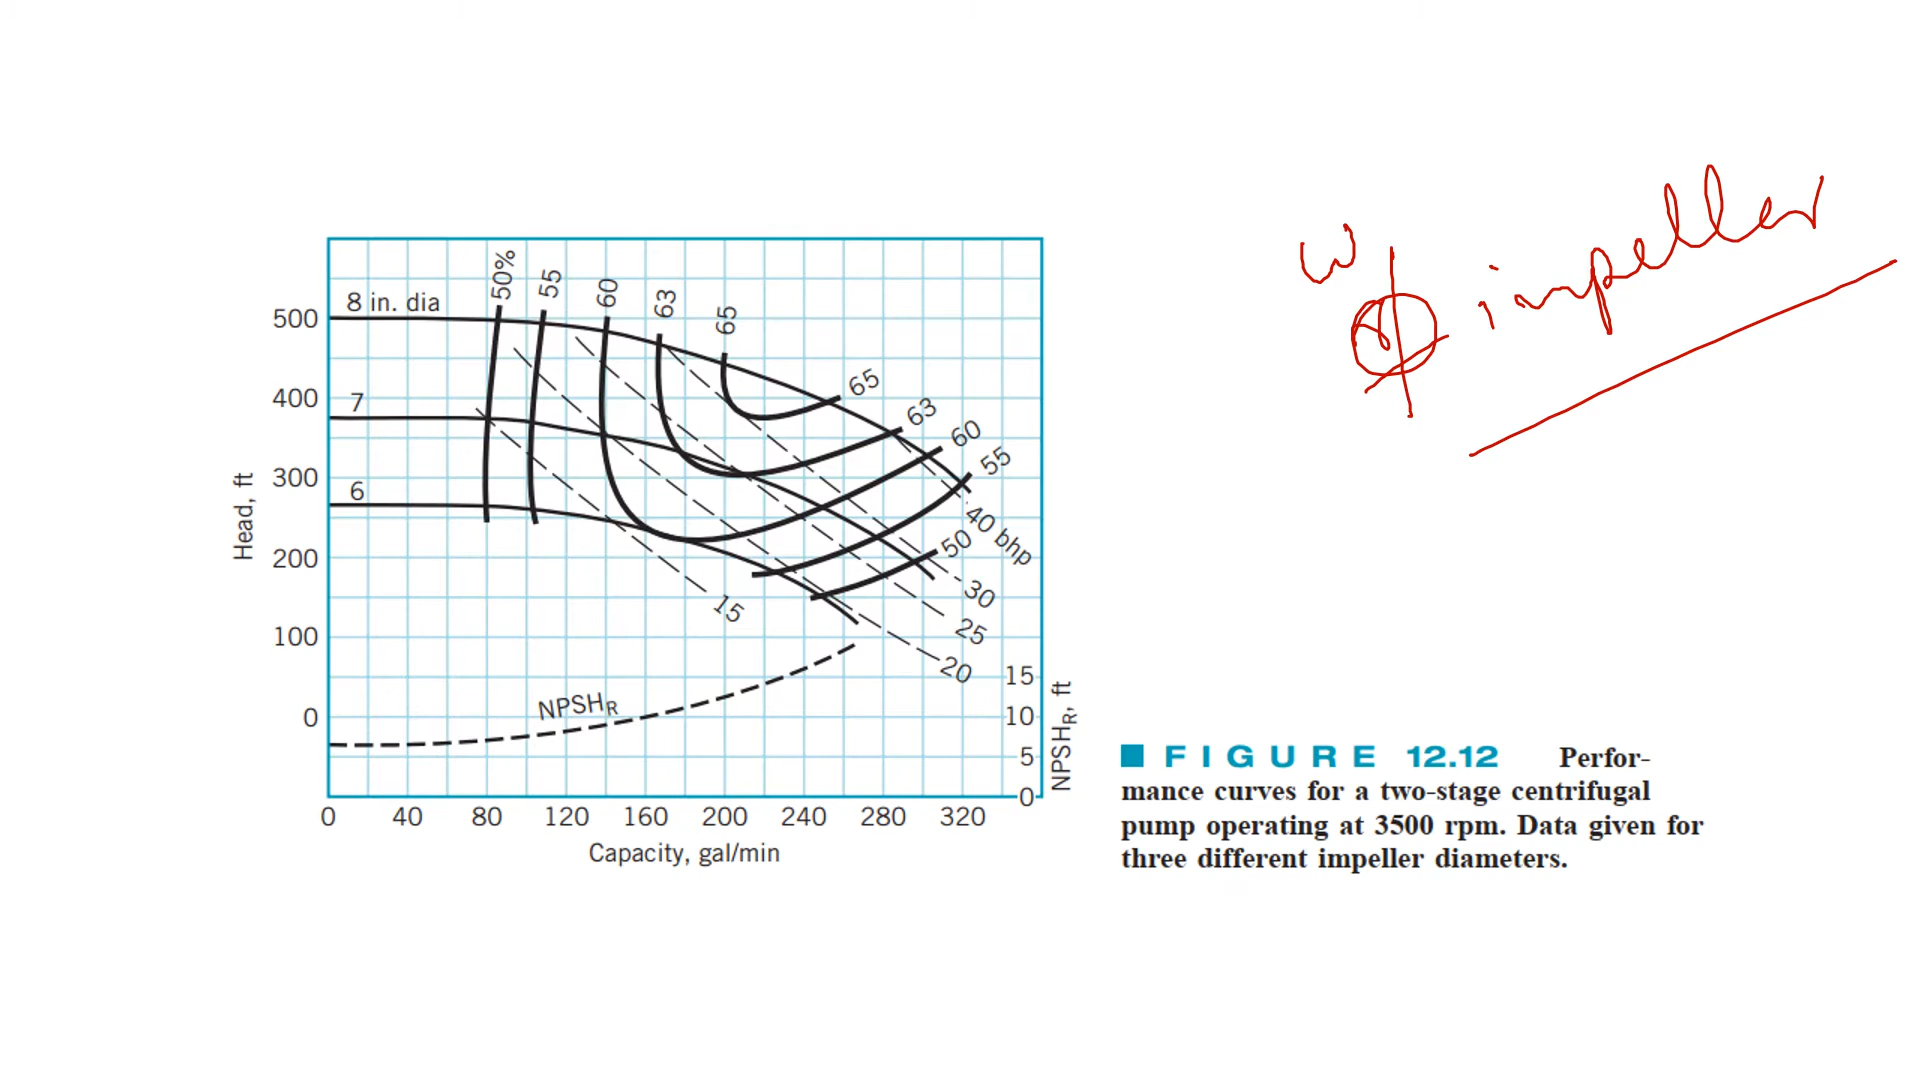 50%
55
60
63
65
8 in. dia
500
7
400
65
63
60
55
6
300
Head, ft
200
40 bhp
50
30
15
25
100
20
15
NPSHR
0
10
NPSHR, ft
5
0
0 40 80 120 160 200 240 280 320
Capacity, gal/min
impeller
■ FIGURE 12.12 Perfor-
mance curves for a two-stage centrifugal
pump operating at 3500 rpm. Data given for
three different impeller diameters.